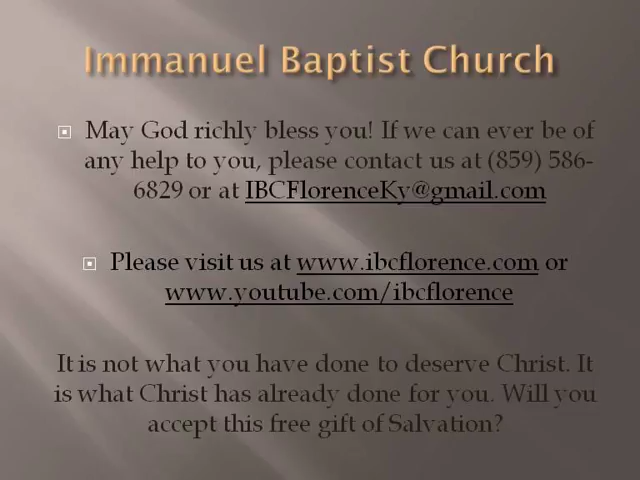 Immanuel Baptist Church
May God richly bless you! If we can ever be of
any help to you, please contact us at (859) 586-
6829 or at IBCFlorenceKy@gmail.com
Please visit us at www.ibcflorence.com or
www.youtube.com/ibcflorence
It is not what you have done to deserve Christ. It
is what Christ has already done for you. Will you
accept this free gift of Salvation?